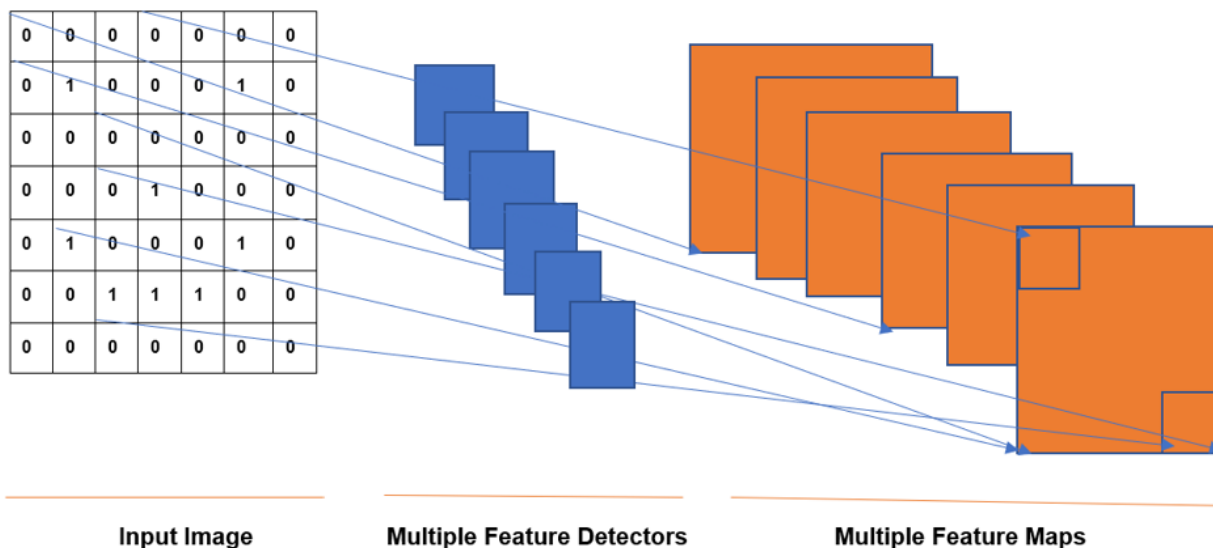 0 0 0 0 0 0 0
0 1 0 0 0 1 0
0 0 0 0 0 0 0
0 0 0 1 0 0 0
0 1 0 0 0 1 0
0 0 1 1 1 0 0
0 0 0 0 0 0 0
Input Image
Multiple Feature Detectors
Multiple Feature Maps